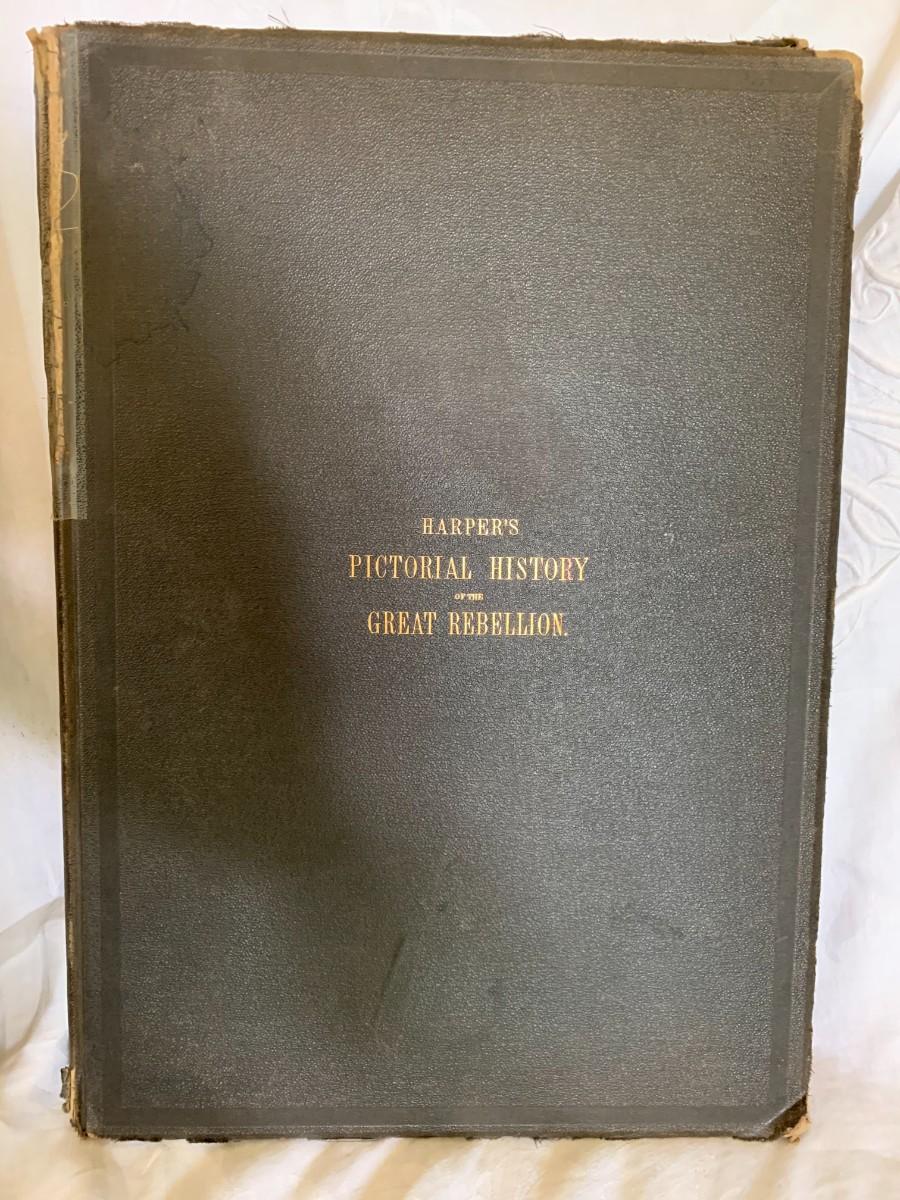 HARPER'S
PICTORIAL HISTORY
OF THE
GREAT REBELLION.